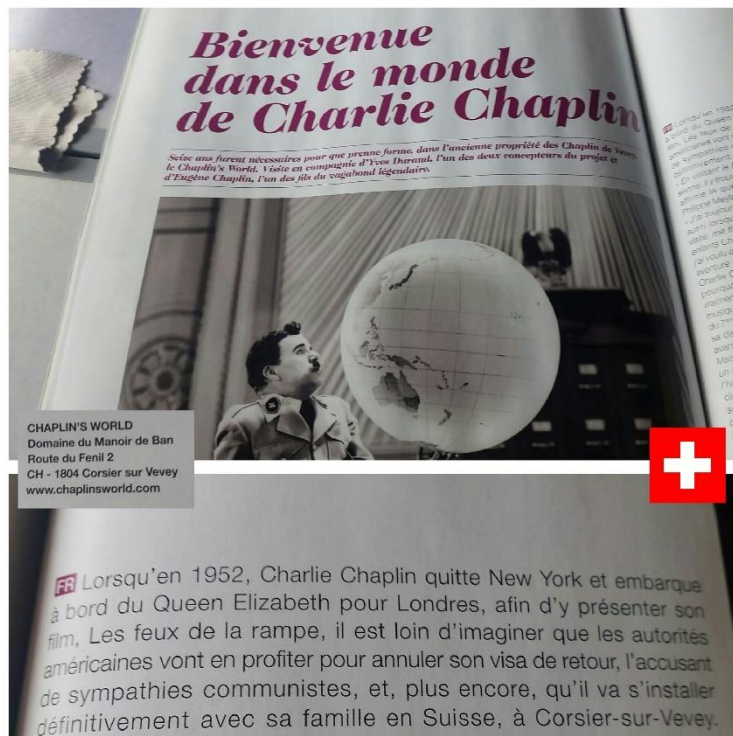 Bienvenue
dans le monde
de Charlie Chaplin
Seize ans furent nécessaires pour que prenne forme, dans l'ancienne propriété des Chaplin de Vevey,
le Chaplin's World. Visite en compagnie d'Yves Durand, l'un des deux concepteurs du projet et
d'Eugène Chaplin, l'un des fils du vagabond légendaire.
CHAPLIN'S WORLD
Domaine du Manoir de Ban
Route du Fenil 2
CH - 1804 Corsier sur Vevey
www.chaplinsworld.com
FR Lorsqu'en 1952, Charlie Chaplin quitte New York et embarque
à bord du Queen Elizabeth pour Londres, afin d'y présenter son
film, Les feux de la rampe, il est loin d'imaginer que les autorités
américaines vont en profiter pour annuler son visa de retour, l'accusant
de sympathies communistes, et, plus encore, qu'il va s'installer
définitivement avec sa famille en Suisse, à Corsier-sur-Vevey.